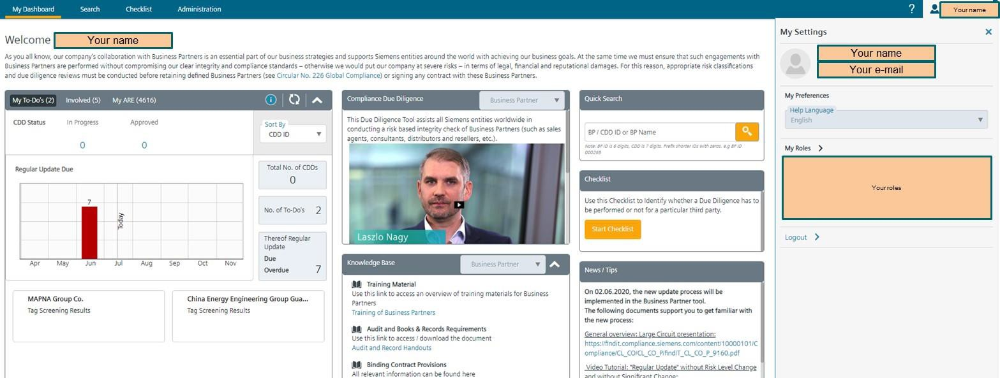 My Dashboard Search Checklist Administration ? Your name
Welcome Your name
As you all know, our company's collaboration with Business Partners is an essential part of our business strategies and supports Siemens entities around the world with achieving our business goals. At the same time we must ensure that such engagements with
Business Partners are performed without compromising our clear integrity and compliance standards – otherwise we would put our company at severe risks – in terms of legal, financial and reputational damages. For this reason, appropriate risk classifications
and due diligence reviews must be conducted before retaining defined Business Partners (see Circular No. 226 Global Compliance) or signing any contract with these Business Partners.
My To-Do's (2) Involved (5) My ARE (4616)
CDD Status In Progress Approved
0 0
Sort By
CDD ID
Regular Update Due
7
Today
Apr May Jun Jul Aug Sep Oct Nov
Total No. of CDDs
0
No. of To-Do's 2
Thereof Regular
Update
Due
Overdue 7
MAPNA Group Co.
Tag Screening Results
China Energy Engineering Group Gua...
Tag Screening Results
Compliance Due Diligence Business Partner
This Due Diligence Tool assists all Siemens entities worldwide in
conducting a risk based integrity check of Business Partners (such as sales
agents, consultants, distributors and resellers, etc.).
Laszlo Nagy
Knowledge Base Business Partner
Training Material
Use this link to access an overview of training materials for Business
Partners
Training of Business Partners
Audit and Books & Records Requirements
Use this link to access / download the document
Audit and Record Handouts
Binding Contract Provisions
All relevant information can be found here
Quick Search
BP / CDD ID or BP Name
Note: BP ID is 6 digits, CDD is 7 digits. Prefix shorter IDs with zeros. e.g BP ID
000265
Checklist
Use this Checklist to Identify whether a Due Diligence has to
be performed or not for a particular third party.
Start Checklist
News / Tips
On 02.06.2020, the new update process will be
implemented in the Business Partner tool.
The following documents support you to get familiar with
the new process:
General overview: Large Circuit presentation:
https://findit.compliance.siemens.com/content/10000101/C
ompliance/CL_CO/CL_CO_P/findIT_CL_CO_P_9160.pdf
Video Tutorial: "Regular Update" without Risk Level Change
and without Significant Change:
My Settings
Your name
Your e-mail
My Preferences
Help Language
English
My Roles
Your roles
Logout